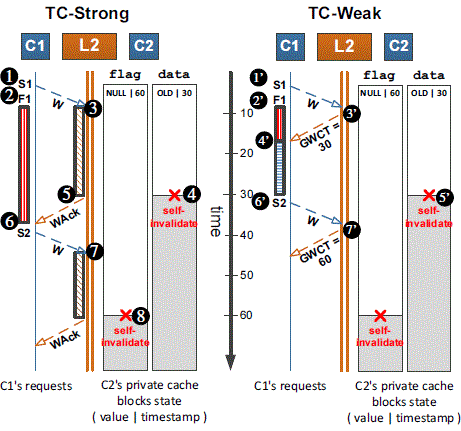 TC-Strong
TC-Weak
C1 L2 C2
C1 L2 C2
flag data
flag data
1 S1
2 F1
W
3
NULL | 60
OLD | 30
5
4
6
WAck
S2
self-invalidate
W
7
8
self-invalidate
WAck
10
20
30
time
40
50
60
1' S1
2' F1
W
3'
NULL | 60
OLD | 30
4'
GWCT = 30
6'
5'
S2
self-invalidate
W
7'
GWCT = 60
self-invalidate
C1's requests
C2's private cache
blocks state
( value | timestamp )
C1's requests
C2's private cache
blocks state
( value | timestamp )